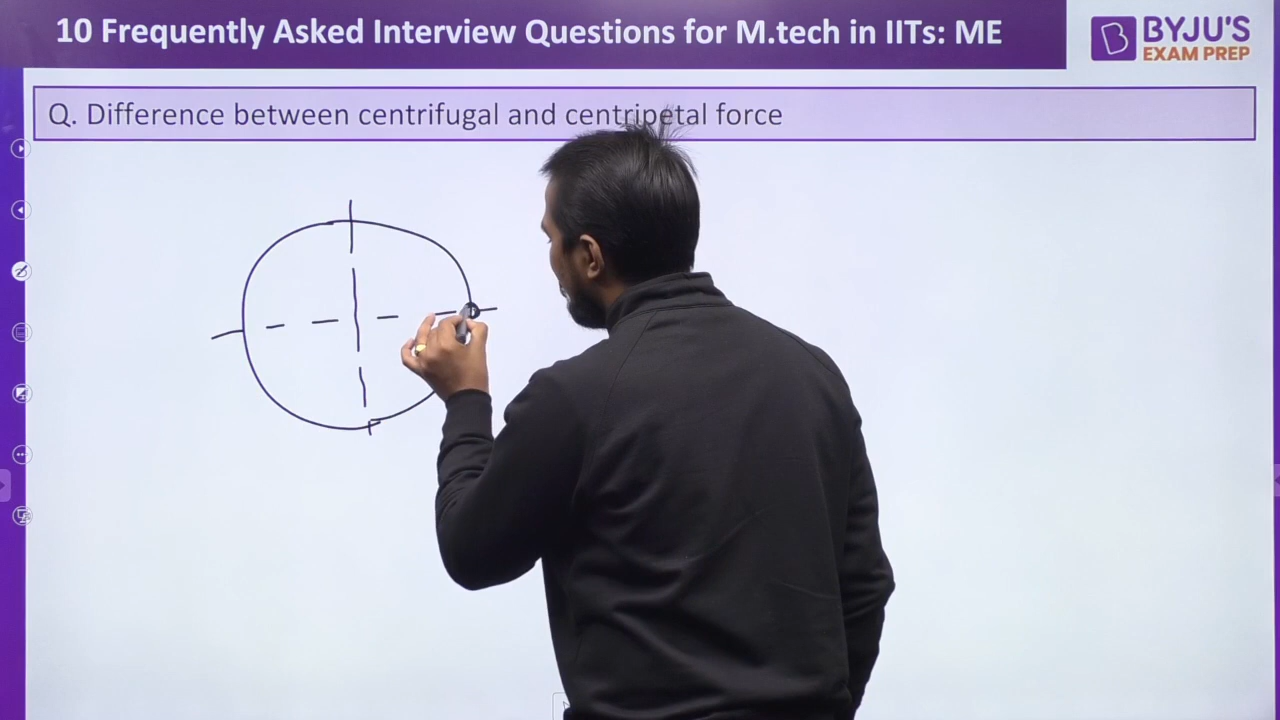 10 Frequently Asked Interview Questions for M.tech in IITs: ME
BYJU'S
EXAM PREP
Q. Difference between centrifugal and centripetal force